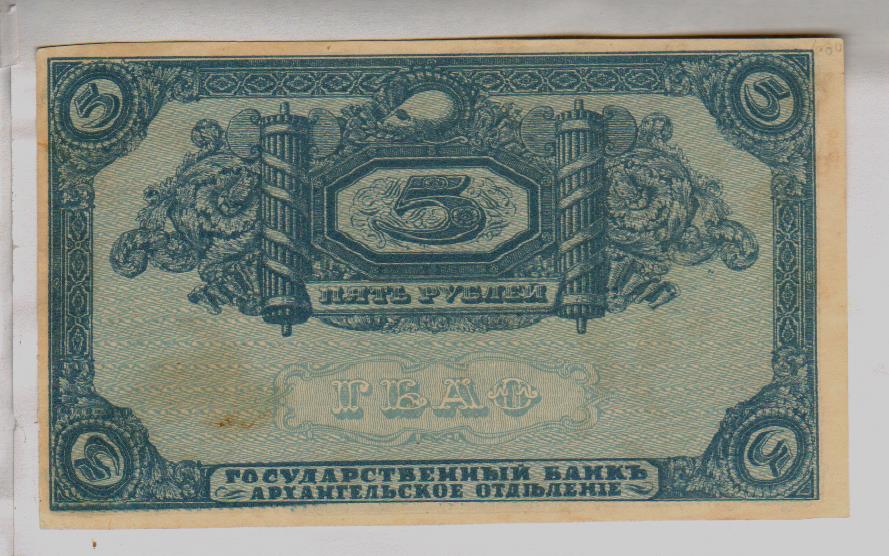 5 5
5
ПЯТЬ РУБЛЕЙ
ГБАО
5 5
ГОСУДАРСТВЕННЫЙ БАНКЪ
АРХАНГЕЛЬСКОЕ ОТДѢЛЕНІЕ